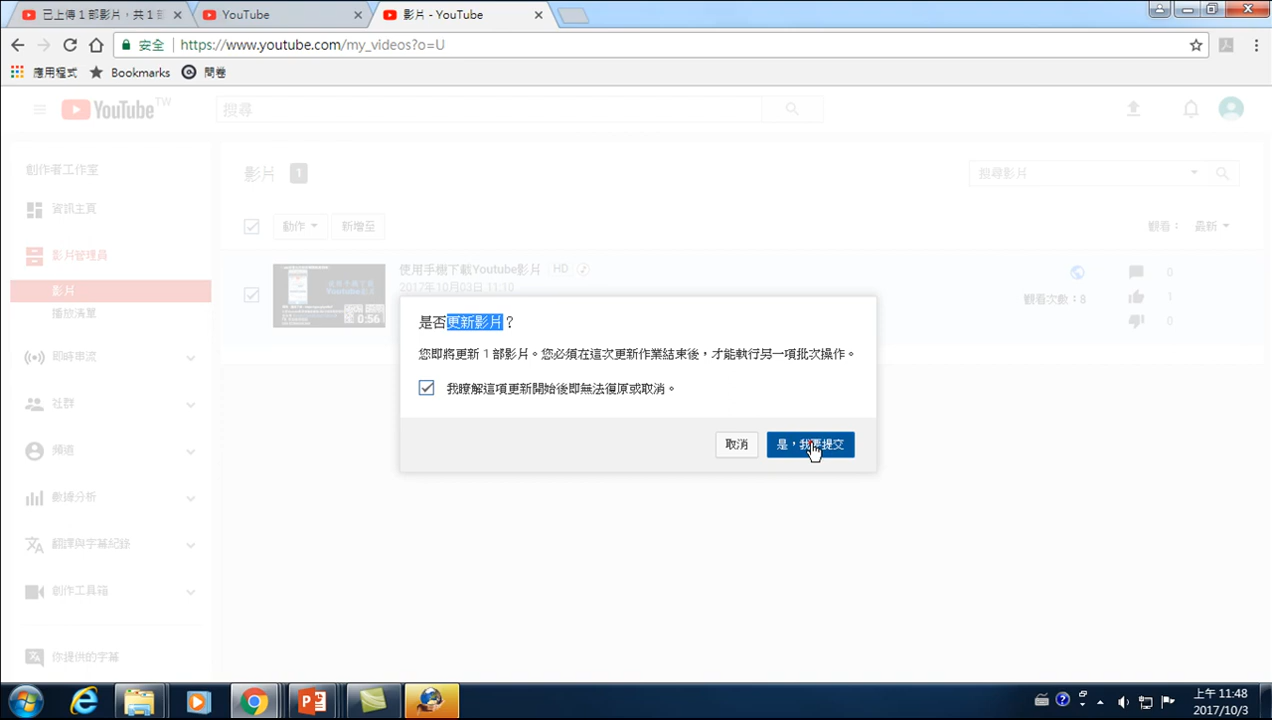 已上傳 1 部影片，共 1 部
YouTube
影片 - YouTube
安全
https://www.youtube.com/my_videos?o=U
應用程式
Bookmarks
問卷
YouTube TW
搜尋
創作者工作室
影片 1
搜尋影片
資訊主頁
動作
新增至
觀看：
最新
影片管理員
使用手機下載Youtube影片 HD
2017年10月03日 11:10
0
影片
觀看次數：8
1
播放清單
0:56
0
是否更新影片？
您即將更新 1 部影片。您必須在這次更新作業結束後，才能執行另一項批次操作。
我瞭解這項更新開始後即無法復原或取消。
取消
是，我要提交
即時串流
社群
頻道
數據分析
翻譯與字幕紀錄
創作工具箱
你提供的字幕
上午 11:48
2017/10/3